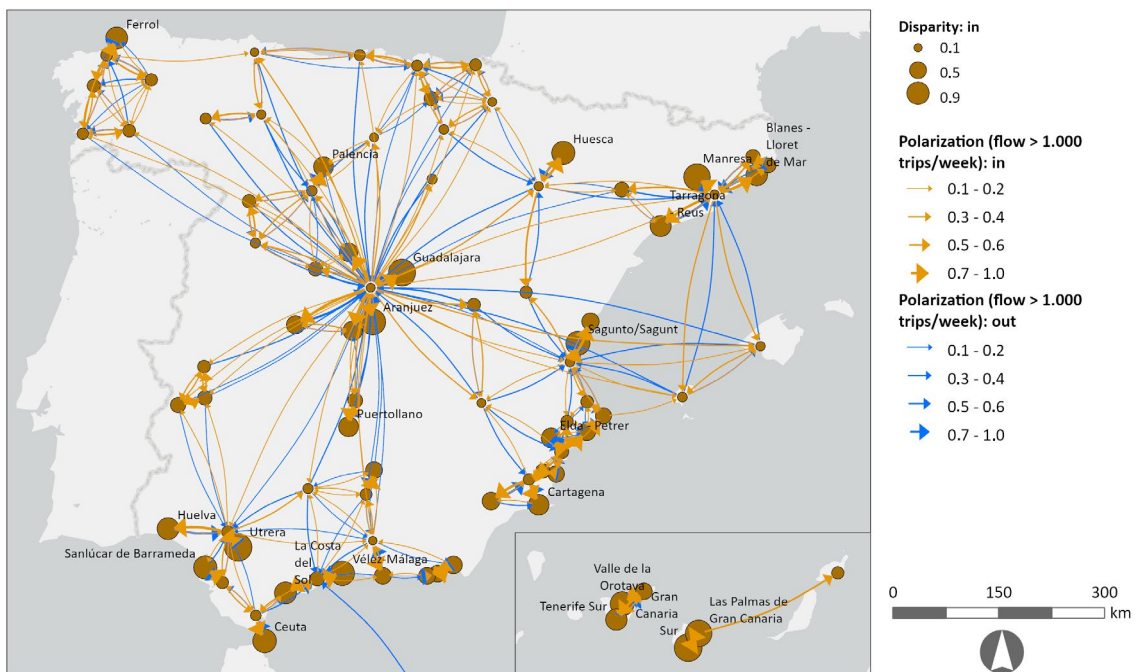 Ferrol
Palencia
Huesca
Blanes -
Lloret
de Mar
Manresa
Tarragona
- Reus
Guadalajara
Aranjuez
Sagunto/Sagunt
Puertollano
Elda - Petrer
Cartagena
Huelva
Utrera
Sanlúcar de Barrameda
La Costa
del
Sol
Vélez-Málaga
Ceuta
Valle de la
Orotava
Tenerife Sur
Gran
Canaria
Sur
Las Palmas de
Gran Canaria
Disparity: in
0.1
0.5
0.9
Polarization (flow > 1.000
trips/week): in
0.1 - 0.2
0.3 - 0.4
0.5 - 0.6
0.7 - 1.0
Polarization (flow > 1.000
trips/week): out
0.1 - 0.2
0.3 - 0.4
0.5 - 0.6
0.7 - 1.0
0 150 300
km